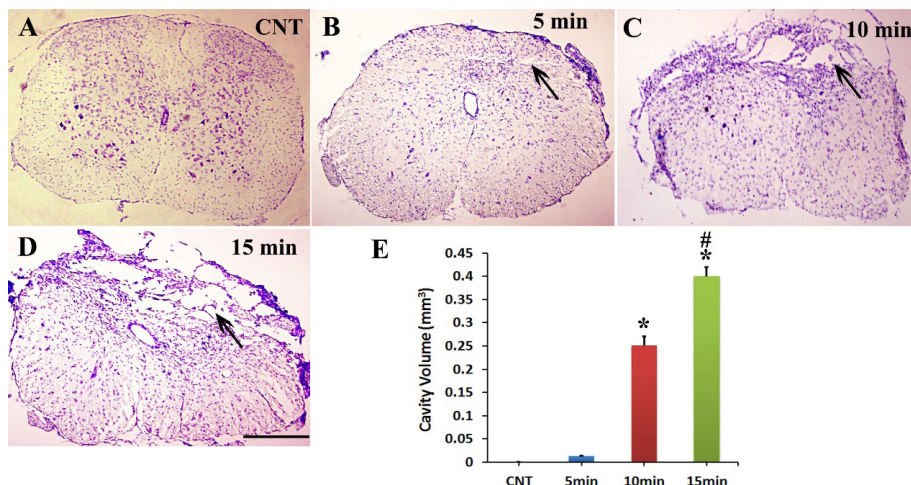 A
CNT
B
5 min
C
10 min
D
15 min
E
Cavity Volume (mm³)
0.45
0.4
0.35
0.3
0.25
0.2
0.15
0.1
0.05
0
*
#
*
CNT
5min
10min
15min